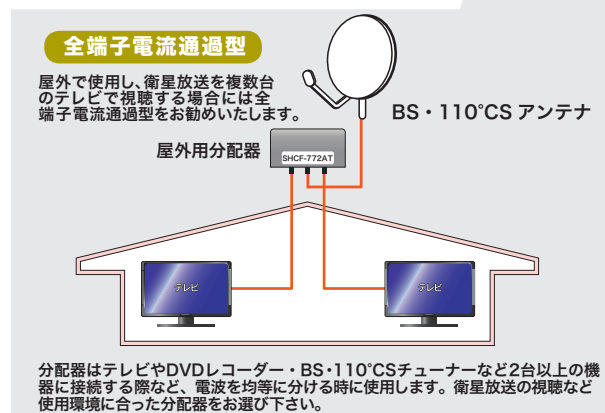 全端子電流通過型
屋外で使用し、衛星放送を複数台
のテレビで視聴する場合には全
端子電流通過型をお勧めいたします。
BS・110°CS アンテナ
屋外用分配器
SHCF-772AT
テレビ
テレビ
分配器はテレビやDVDレコーダー・BS・110°CSチューナーなど2台以上の機
器に接続する際など、電波を均等に分ける時に使用します。衛星放送の視聴など
使用環境に合った分配器をお選び下さい。